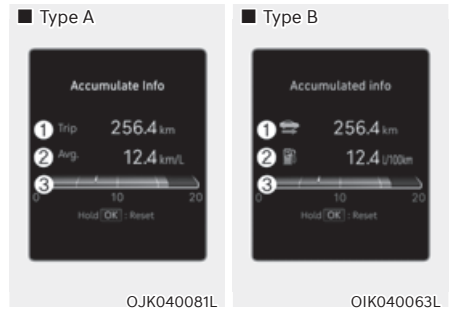 ■ Type A
Accumulate Info
① Trip 256.4 km
② Avg. 12.4 km/L
③
0 10 20
Hold OK : Reset
OJK040081L
■ Type B
Accumulated info
① 256.4 km
② 12.4 L/100km
③
0 10 20
Hold OK : Reset
OIK040063L